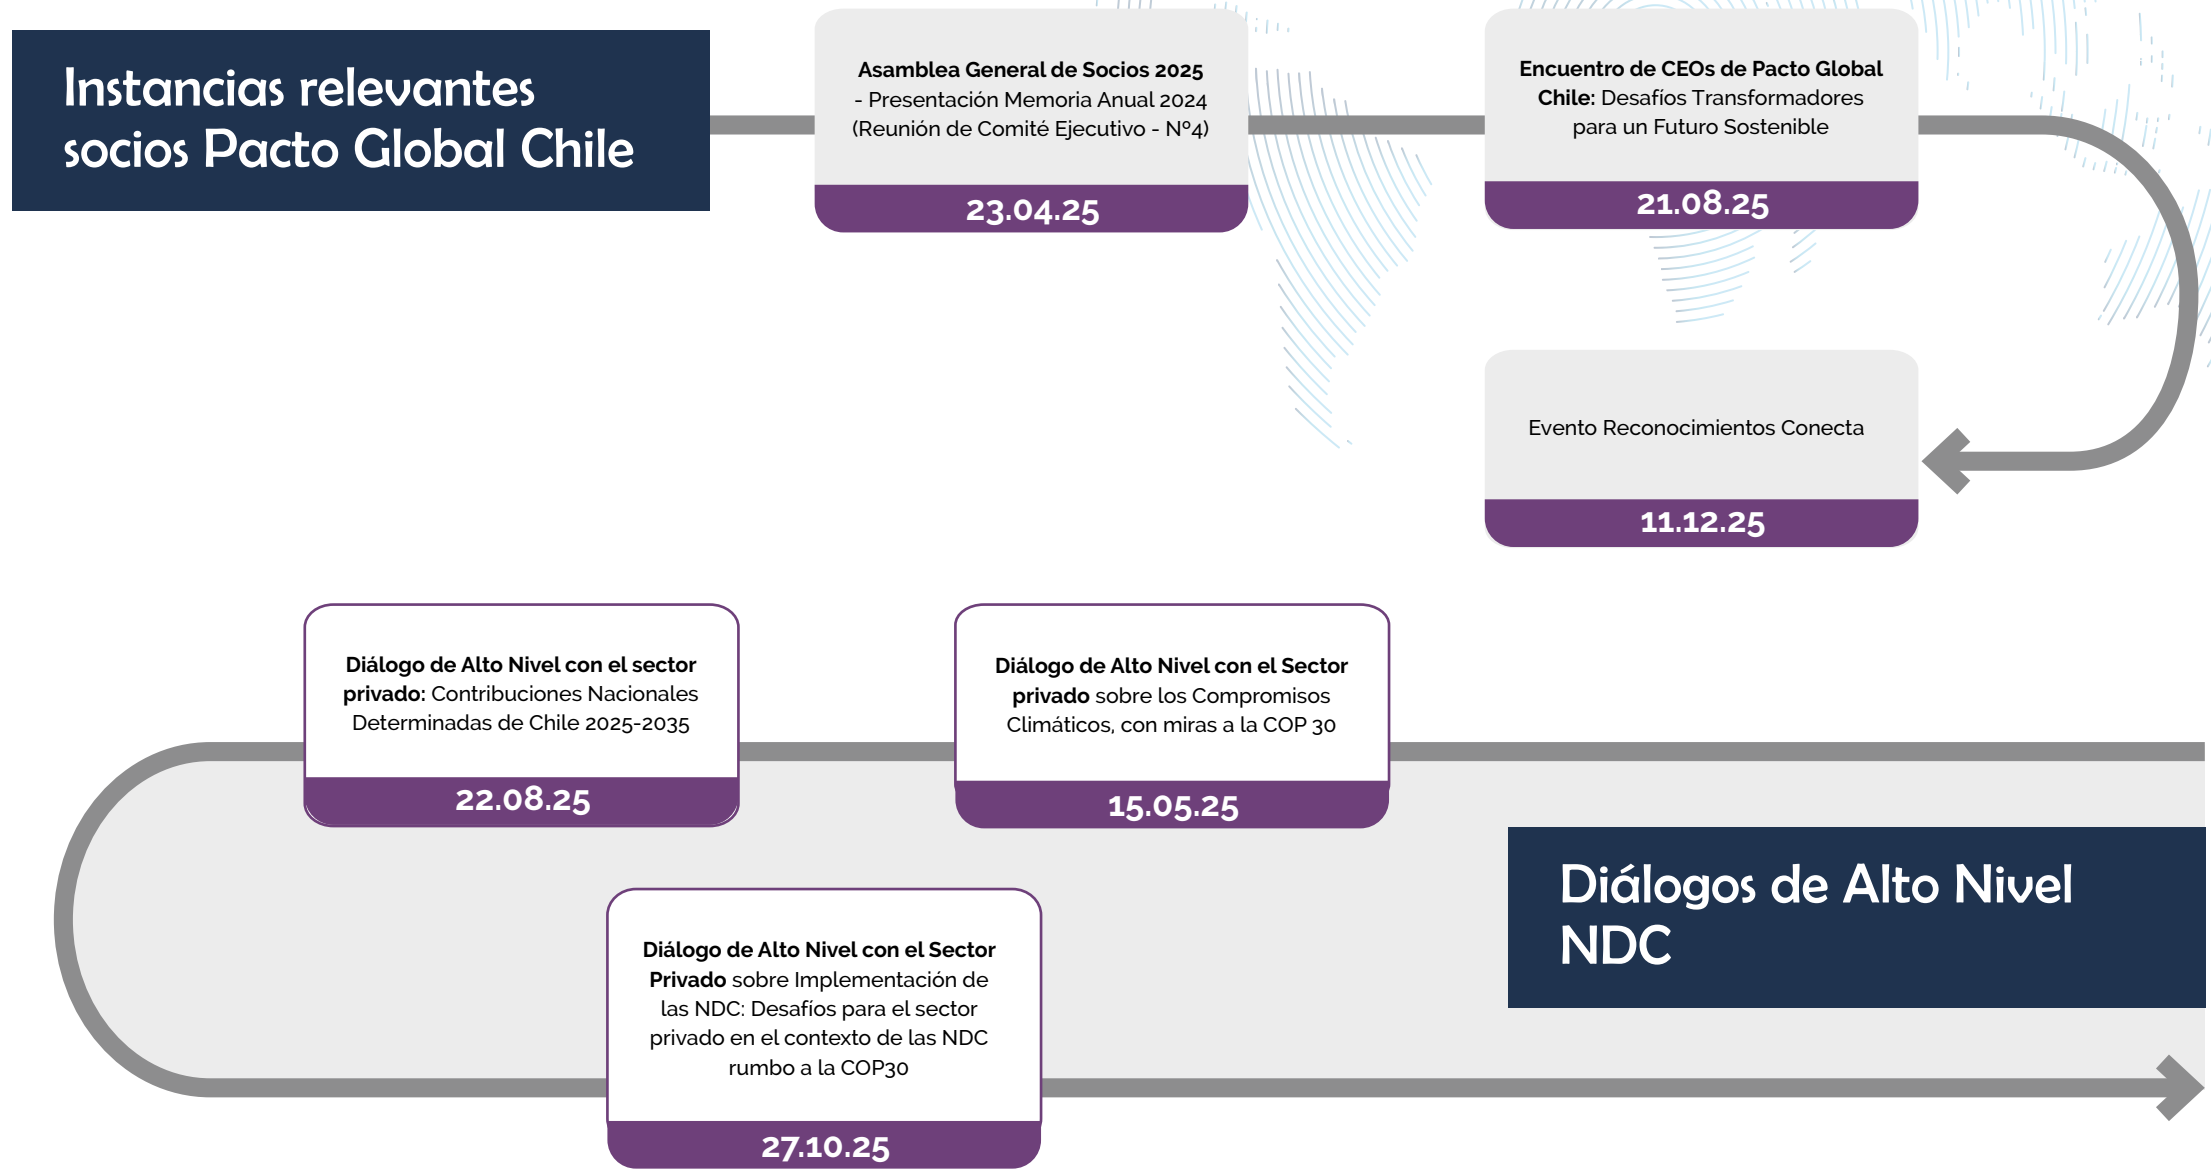 Instancias relevantes
socios Pacto Global Chile
Asamblea General de Socios 2025
- Presentación Memoria Anual 2024
(Reunión de Comité Ejecutivo - Nº4)
23.04.25
Encuentro de CEOs de Pacto Global
Chile: Desafíos Transformadores
para un Futuro Sostenible
21.08.25
Evento Reconocimientos Conecta
11.12.25
Diálogo de Alto Nivel con el sector
privado: Contribuciones Nacionales
Determinadas de Chile 2025-2035
22.08.25
Diálogo de Alto Nivel con el Sector
privado sobre los Compromisos
Climáticos, con miras a la COP 30
15.05.25
Diálogos de Alto Nivel
NDC
Diálogo de Alto Nivel con el Sector
Privado sobre Implementación de
las NDC: Desafíos para el sector
privado en el contexto de las NDC
rumbo a la COP30
27.10.25